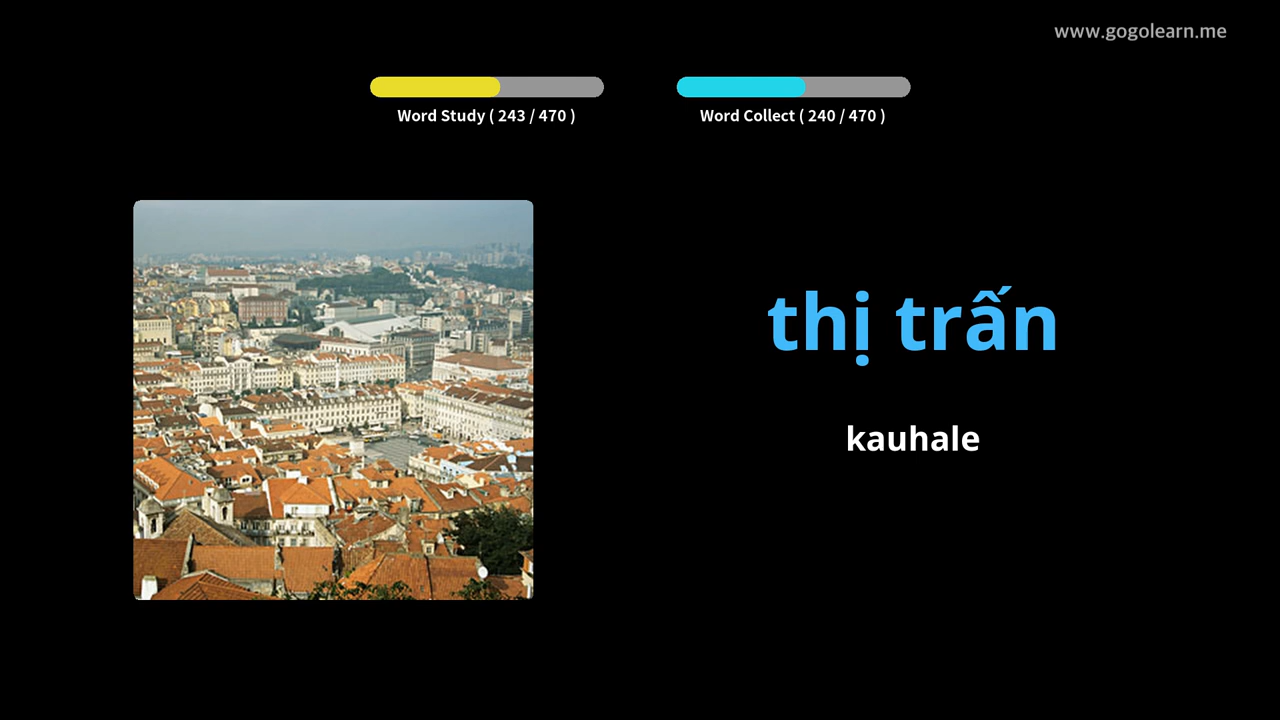 www.gogolearn.me
Word Study ( 243 / 470 )
Word Collect ( 240 / 470 )
thị trấn
kauhale